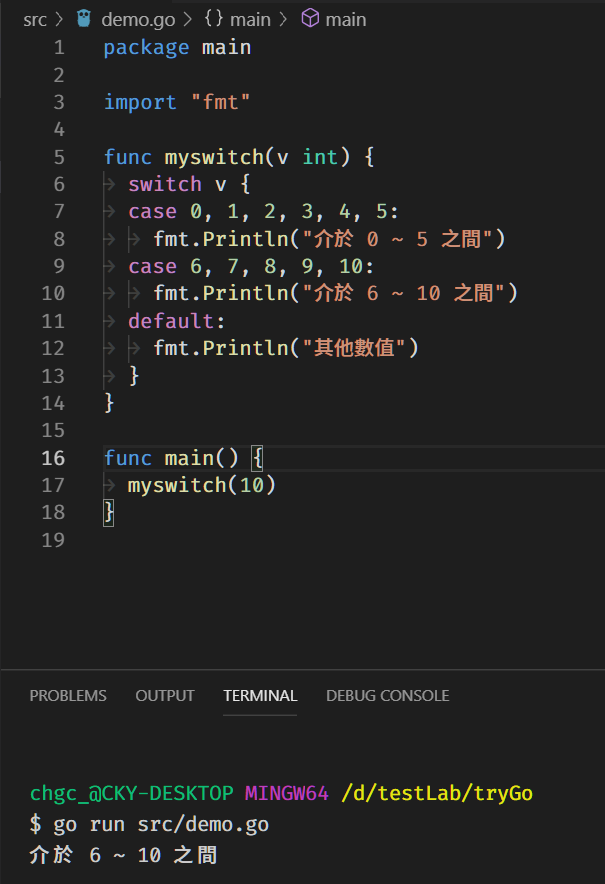 src > demo.go > {} main > main
1 package main
2
3 import "fmt"
4
5 func myswitch(v int) {
6 switch v {
7 case 0, 1, 2, 3, 4, 5:
8 fmt.Println("介於 0 ~ 5 之間")
9 case 6, 7, 8, 9, 10:
10 fmt.Println("介於 6 ~ 10 之間")
11 default:
12 fmt.Println("其他數值")
13 }
14 }
15
16 func main() {
17 myswitch(10)
18 }
19
PROBLEMS OUTPUT TERMINAL DEBUG CONSOLE
chgc_@CKY-DESKTOP MINGW64 /d/testLab/tryGo
$ go run src/demo.go
介於 6 ~ 10 之間